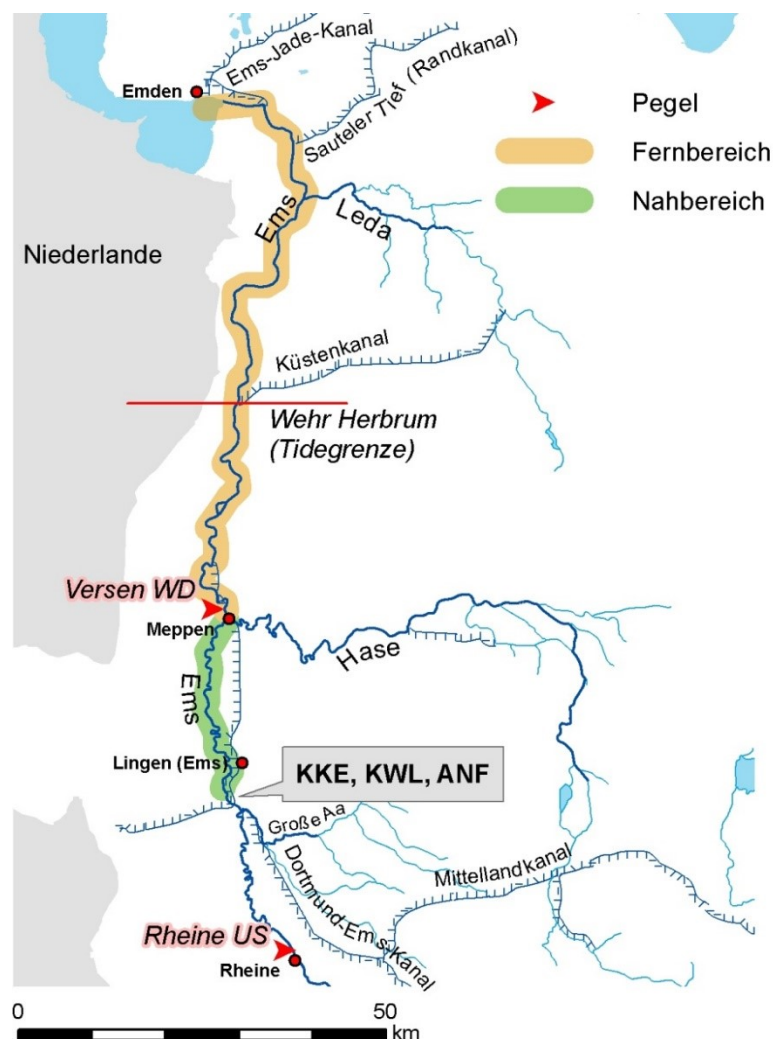 Ems-Jade-Kanal
Emden
Sauteler Tief (Randkanal)
Pegel
Fernbereich
Nahbereich
Ems
Leda
Niederlande
Küstenkanal
Wehr Herbrum
(Tidegrenze)
Versen WD
Meppen
Hase
Ems
Lingen (Ems)
KKE, KWL, ANF
Große Aa
Dortmund-Ems-Kanal
Mittellandkanal
Rheine US
Rheine
0
50
km